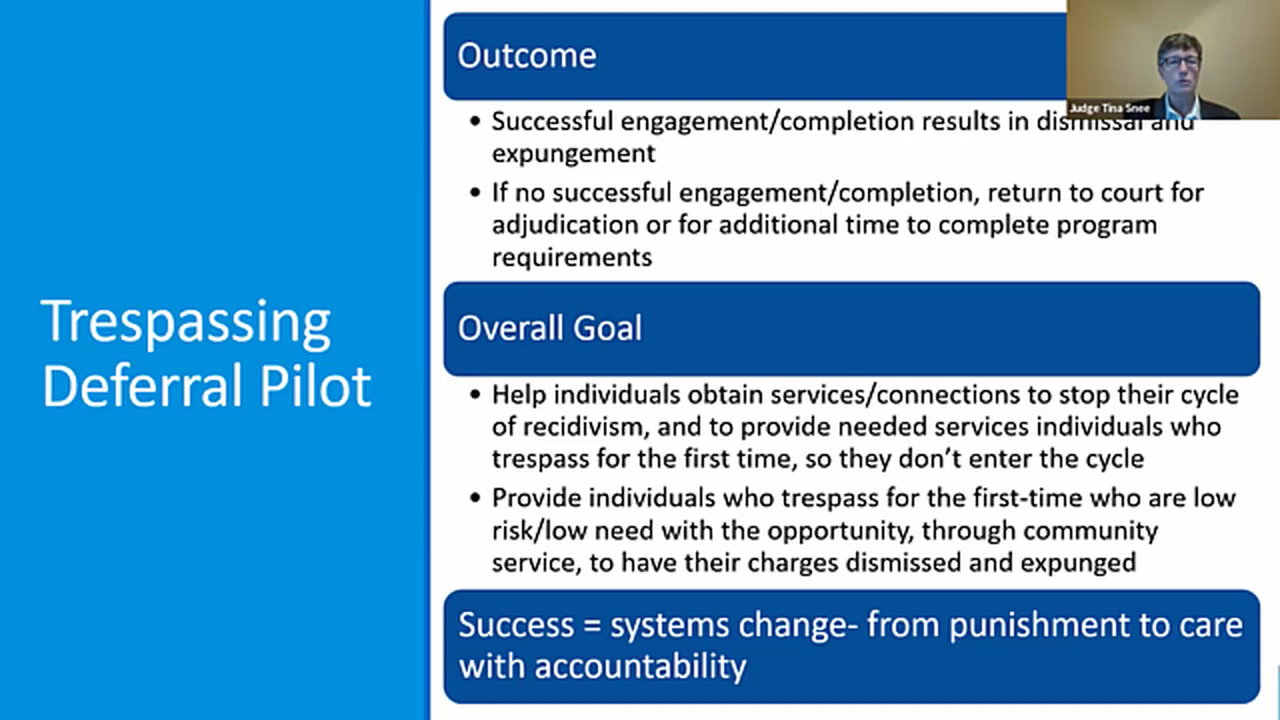 Trespassing
Deferral Pilot
Outcome
Judge Tina Snee
• Successful engagement/completion results in dismissal and
expungement
• If no successful engagement/completion, return to court for
adjudication or for additional time to complete program
requirements
Overall Goal
• Help individuals obtain services/connections to stop their cycle
of recidivism, and to provide needed services individuals who
trespass for the first time, so they don’t enter the cycle
• Provide individuals who trespass for the first-time who are low
risk/low need with the opportunity, through community
service, to have their charges dismissed and expunged
Success = systems change- from punishment to care
with accountability